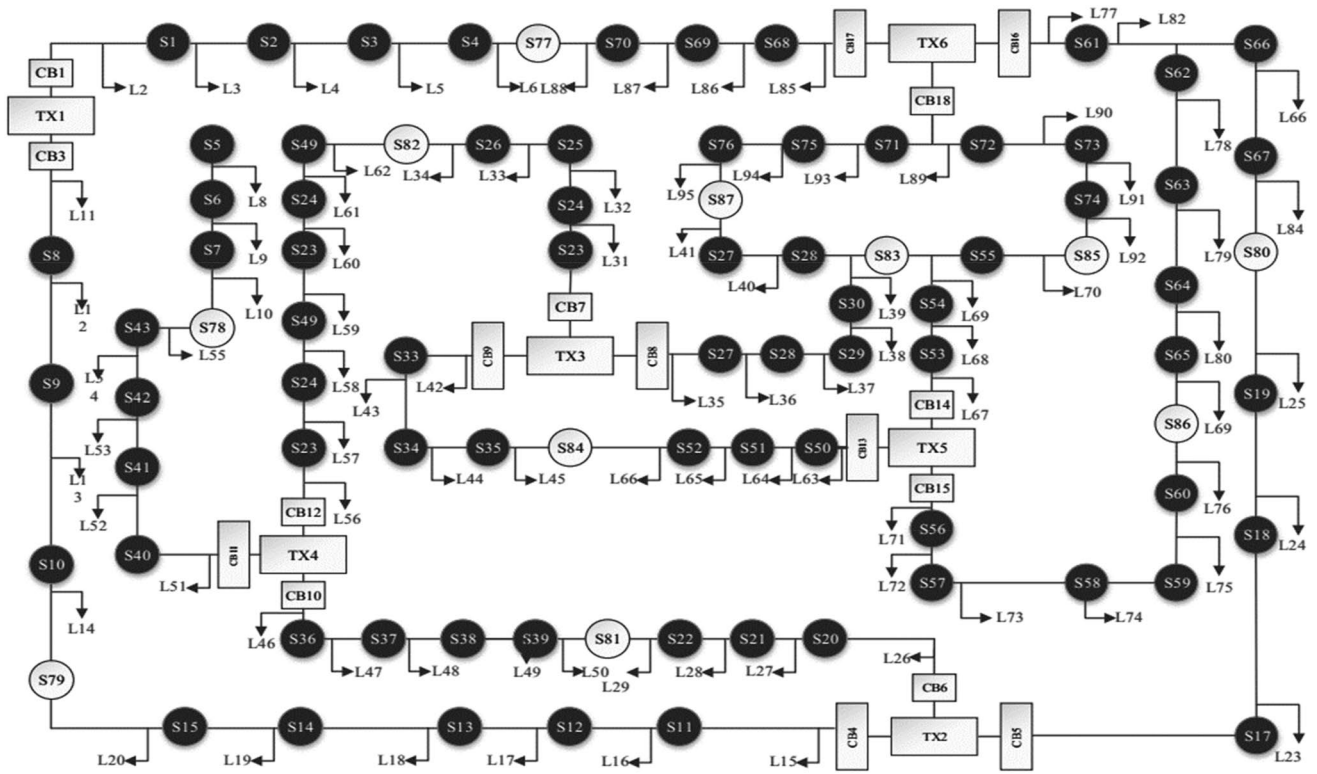 L77 L82
S1 S2 S3 S4 S77 S70 S69 S68 CB17 TX6 CB16 S61 S66
CB1 S62
L2 L3 L4 L5 L6 L88 L87 L86 L85
TX1 CB18 L66
L90
CB3 S5 S49 S82 S26 S25 S76 S75 S71 S72 S73 L78 S67
L62 L34 L33 L94 L93 L89
L11 L8 L61 L32 L95 L91
S6 S24 S24 S87 S74 S63 L84
L9 L60 L31 L41 L92 L79
S8 S7 S23 S23 S27 S28 S83 S55 S85 S80
L40 L70
L1
2
L10 CB7 S30 L39 S54 L69 S64
S43 S78 L59 S49
L55 L38 L68 L80
S33 CB9 TX3 CB8 S27 S28 S29 S53 S65
L5
4
L58 L42 L37
S9 S42 S24 L43 L35 L36 CB14 L67 L25 S19
L53 L57 L69
S41 S23 S34 S35 S84 S52 S51 S50 CB13 TX5 S86
L1
3
L44 L45 L66 L65 L64 L63
L52 CB12 L56 CB15 S60 L76
L71 S56
S40 CB11 TX4 S18 L24
S10 L51 L72 L75
CB10 S57 S58 S59
L14 L73 L74
L46 S36 S37 S38 S39 S81 S22 S21 S20
L47 L48 L49 L50 L29 L28 L27 L26
S79 CB6
S15 S14 S13 S12 S11 CB4 TX2 CB5 S17
L20 L19 L18 L17 L16 L15 L23